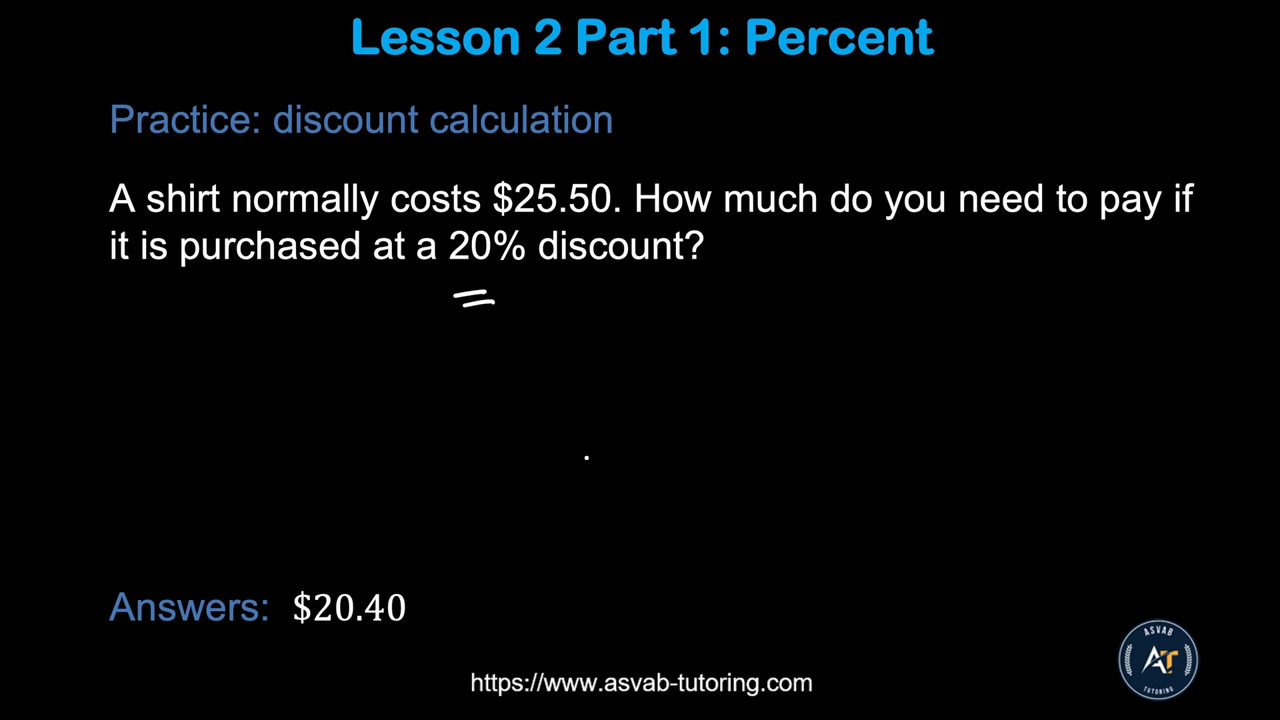 Lesson 2 Part 1: Percent
Practice: discount calculation
A shirt normally costs $25.50. How much do you need to pay if
it is purchased at a 20% discount?
Answers: $20.40
https://www.asvab-tutoring.com
ASVAB
AT
TUTORING